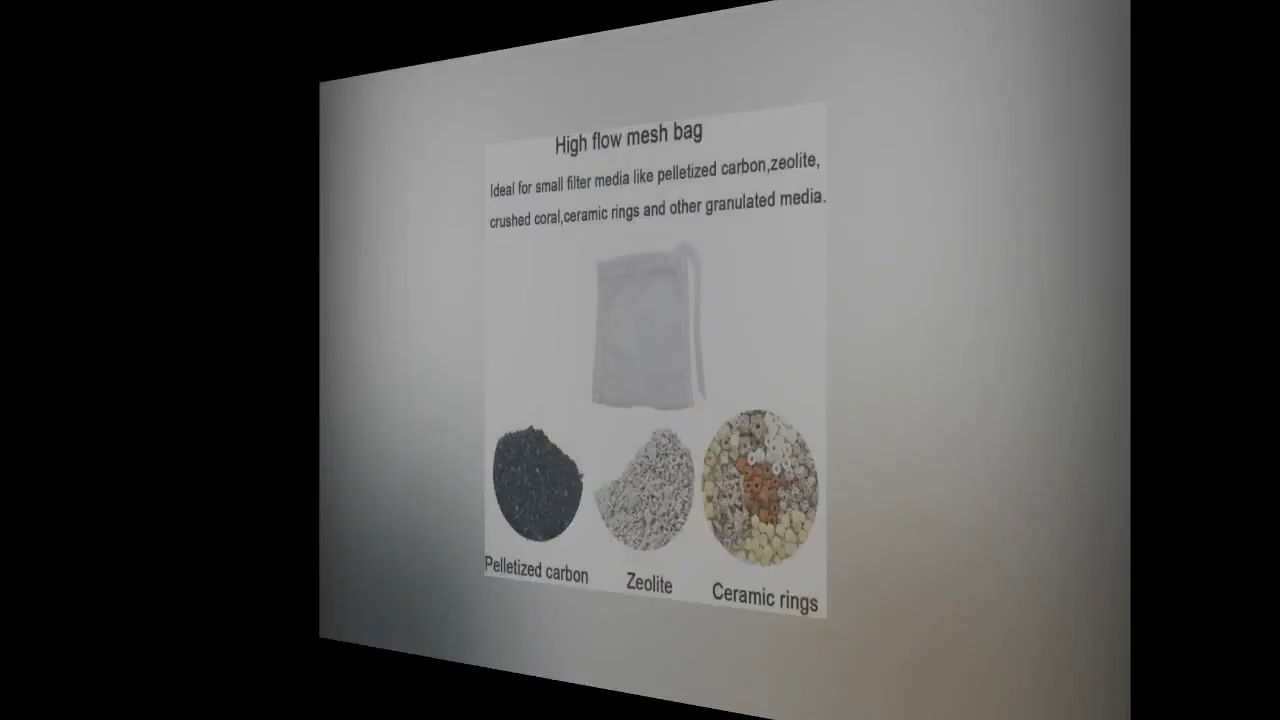 High flow mesh bag
Ideal for small filter media like pelletized carbon,zeolite,
crushed coral,ceramic rings and other granulated media.
Pelletized carbon
Zeolite
Ceramic rings